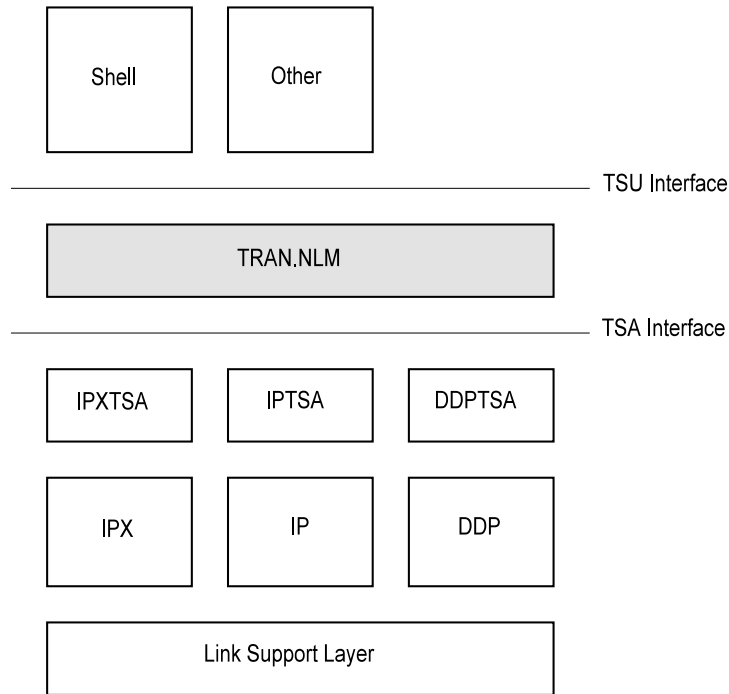 Shell
Other
TSU Interface
TRAN.NLM
TSA Interface
IPXTSA
IPTSA
DDPTSA
IPX
IP
DDP
Link Support Layer